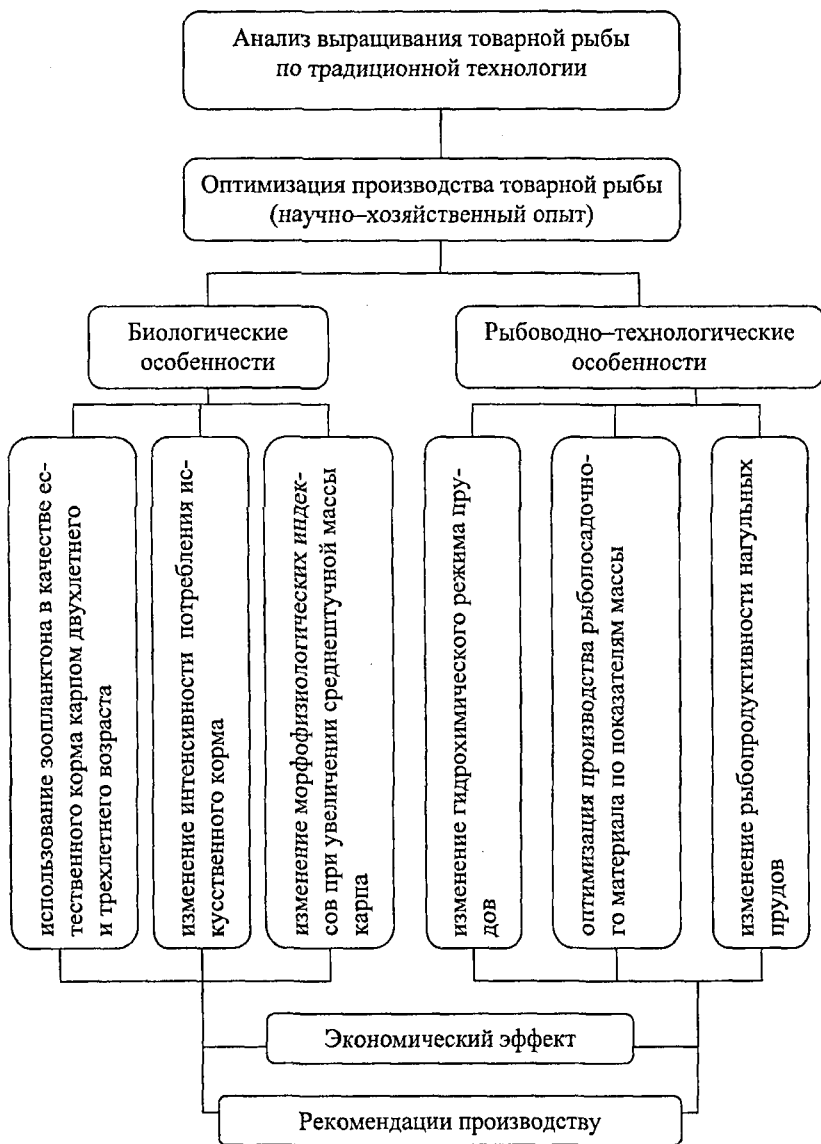 Анализ выращивания товарной рыбы
по традиционной технологии
Оптимизация производства товарной рыбы
(научно–хозяйственный опыт)
Биологические
особенности
Рыбоводно–технологические
особенности
использование зоопланктона в качестве ес-
тественного корма карпом двухлетнего
и трехлетнего возраста
изменение интенсивности потребления ис-
кусственного корма
изменение морфофизиологических индек-
сов при увеличении среднештучной массы
карпа
изменение гидрохимического режима пру-
дов
оптимизация производства рыбопосадочно-
го материала по показателям массы
изменение рыбопродуктивности нагульных
прудов
Экономический эффект
Рекомендации производству